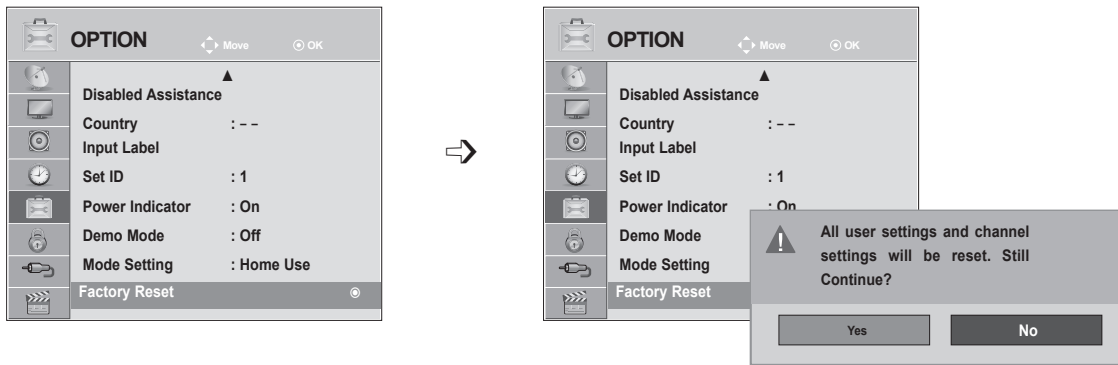 OPTION Move OK
Disabled Assistance
Country : – –
Input Label
Set ID : 1
Power Indicator : On
Demo Mode : Off
Mode Setting : Home Use
Factory Reset
OPTION Move OK
Disabled Assistance
Country : – –
Input Label
Set ID : 1
Power Indicator : On
Demo Mode
Mode Setting
Factory Reset
All user settings and channel
settings will be reset. Still
Continue?
Yes No